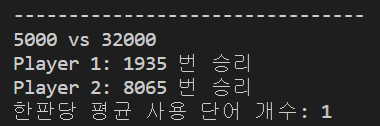 --------------------------------
5000 vs 32000
Player 1: 1935 번 승리
Player 2: 8065 번 승리
한판당 평균 사용 단어 개수: 1